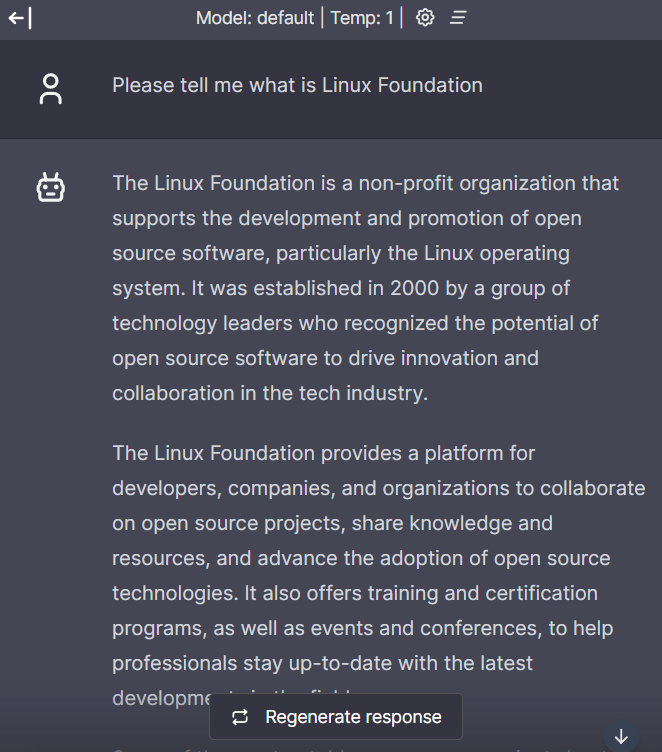 Model: default | Temp: 1 |
Please tell me what is Linux Foundation
The Linux Foundation is a non-profit organization that
supports the development and promotion of open
source software, particularly the Linux operating
system. It was established in 2000 by a group of
technology leaders who recognized the potential of
open source software to drive innovation and
collaboration in the tech industry.
The Linux Foundation provides a platform for
developers, companies, and organizations to collaborate
on open source projects, share knowledge and
resources, and advance the adoption of open source
technologies. It also offers training and certification
programs, as well as events and conferences, to help
professionals stay up-to-date with the latest
Regenerate response